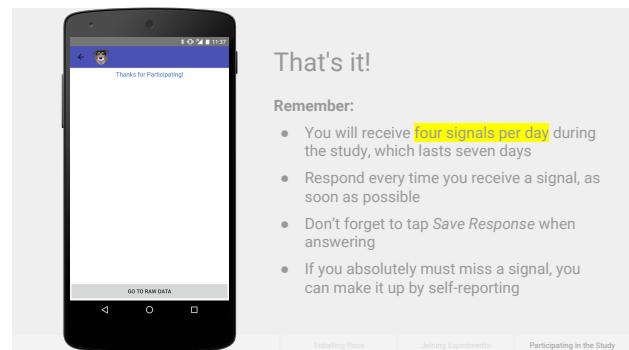 11:37
Thanks for Participating!
GO TO RAW DATA
That's it!
Remember:
● You will receive four signals per day during
the study, which lasts seven days
● Respond every time you receive a signal, as
soon as possible
● Don't forget to tap Save Response when
answering
● If you absolutely must miss a signal, you
can make it up by self-reporting
Installing Paco Joining Experiments Participating in the Study